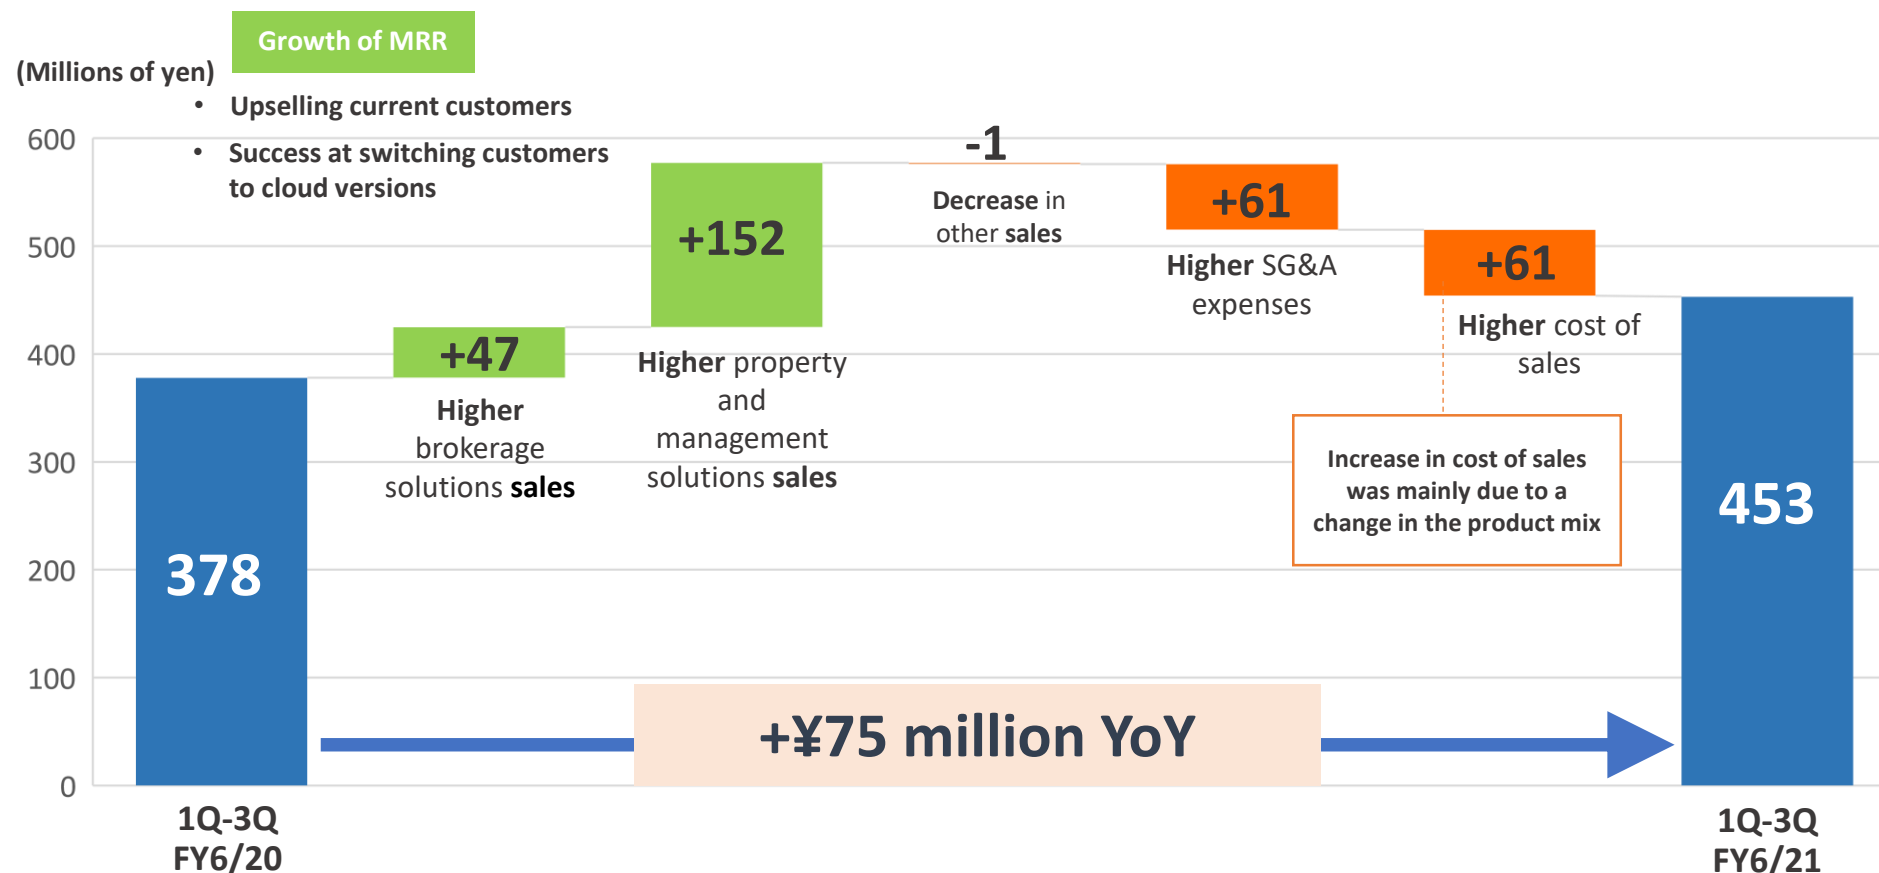 Growth of MRR
(Millions of yen)
• Upselling current customers
• Success at switching customers
to cloud versions
600
500
400
300
200
100
0
378
+47
Higher
brokerage
solutions sales
+152
Higher property
and
management
solutions sales
-1
Decrease in
other sales
+61
Higher SG&A
expenses
+61
Higher cost of
sales
Increase in cost of sales
was mainly due to a
change in the product mix
453
+¥75 million YoY
1Q-3Q
FY6/20
1Q-3Q
FY6/21